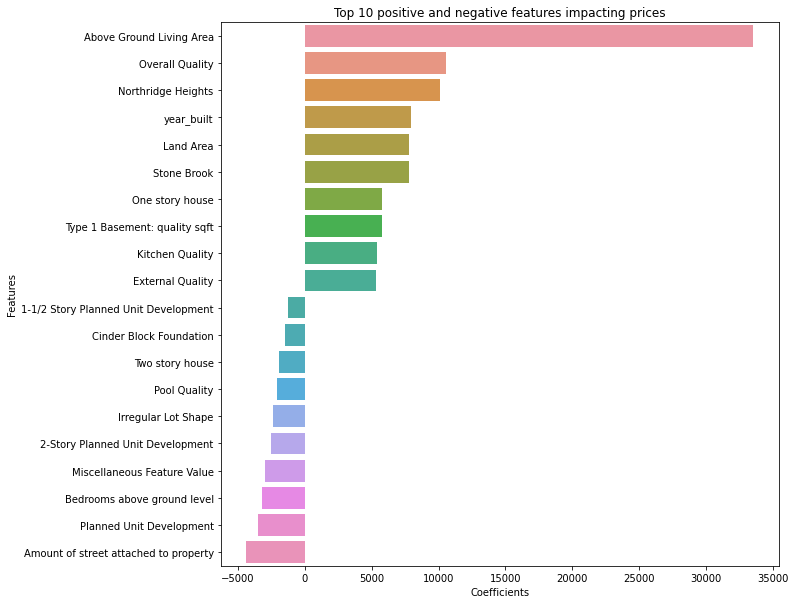 Top 10 positive and negative features impacting prices
Above Ground Living Area
Overall Quality
Northridge Heights
year_built
Land Area
Stone Brook
One story house
Type 1 Basement: quality sqft
Kitchen Quality
External Quality
1-1/2 Story Planned Unit Development
Cinder Block Foundation
Two story house
Pool Quality
Irregular Lot Shape
2-Story Planned Unit Development
Miscellaneous Feature Value
Bedrooms above ground level
Planned Unit Development
Amount of street attached to property
Features
−5000 0 5000 10000 15000 20000 25000 30000 35000
Coefficients